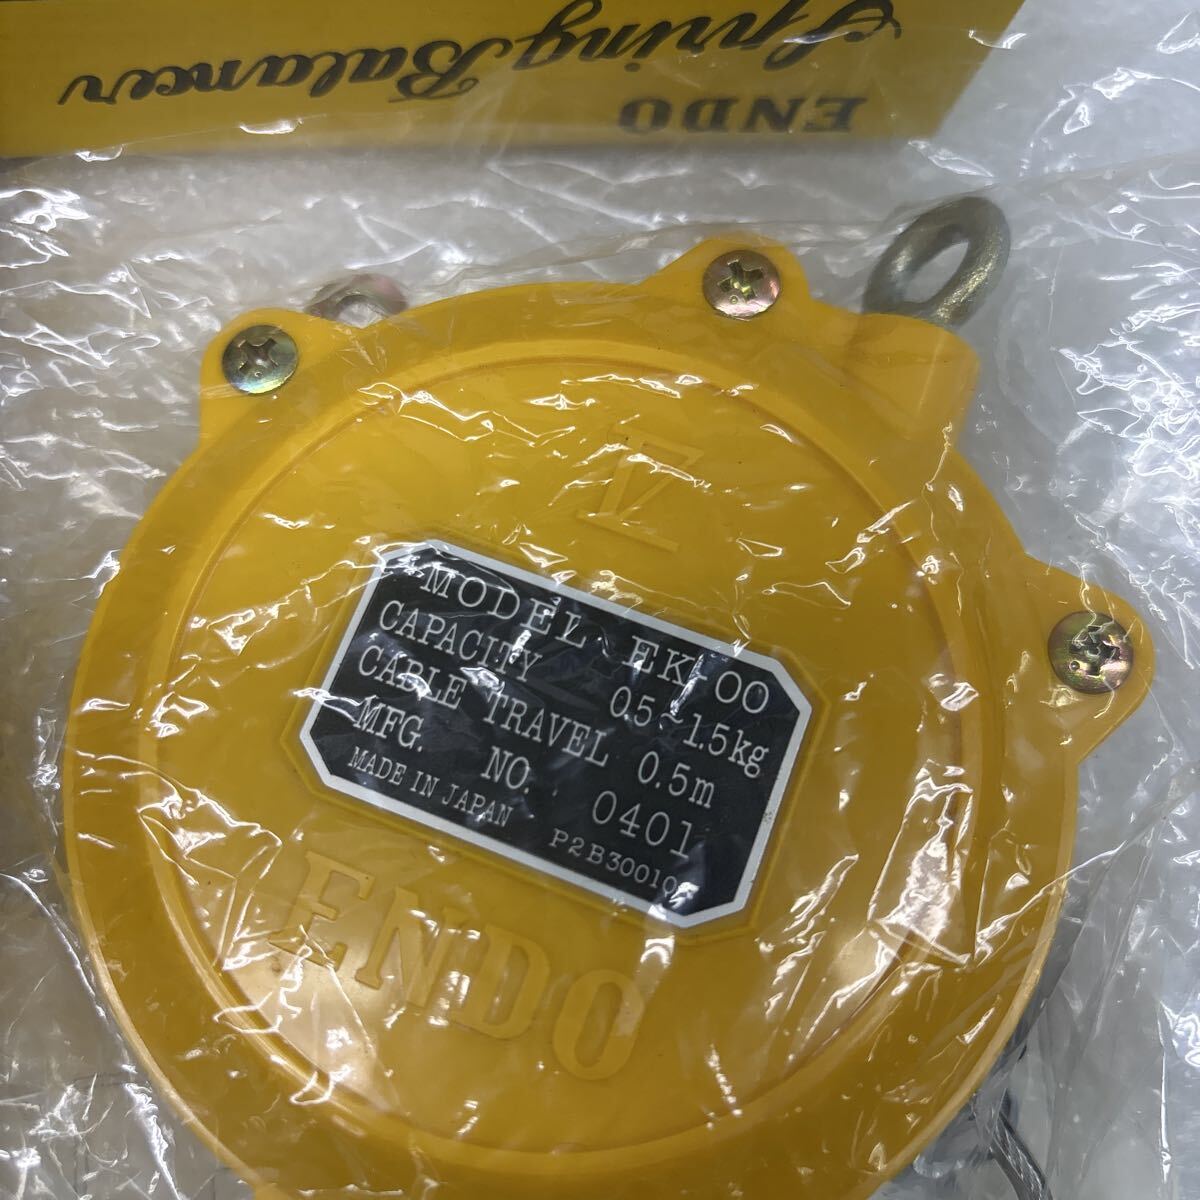 ENDO
Spring Balancer
MODEL EK-00
CAPACITY 0.5~1.5kg
CABLE TRAVEL 0.5m
MFG. NO. 0401
MADE IN JAPAN P2B30010
ENDO